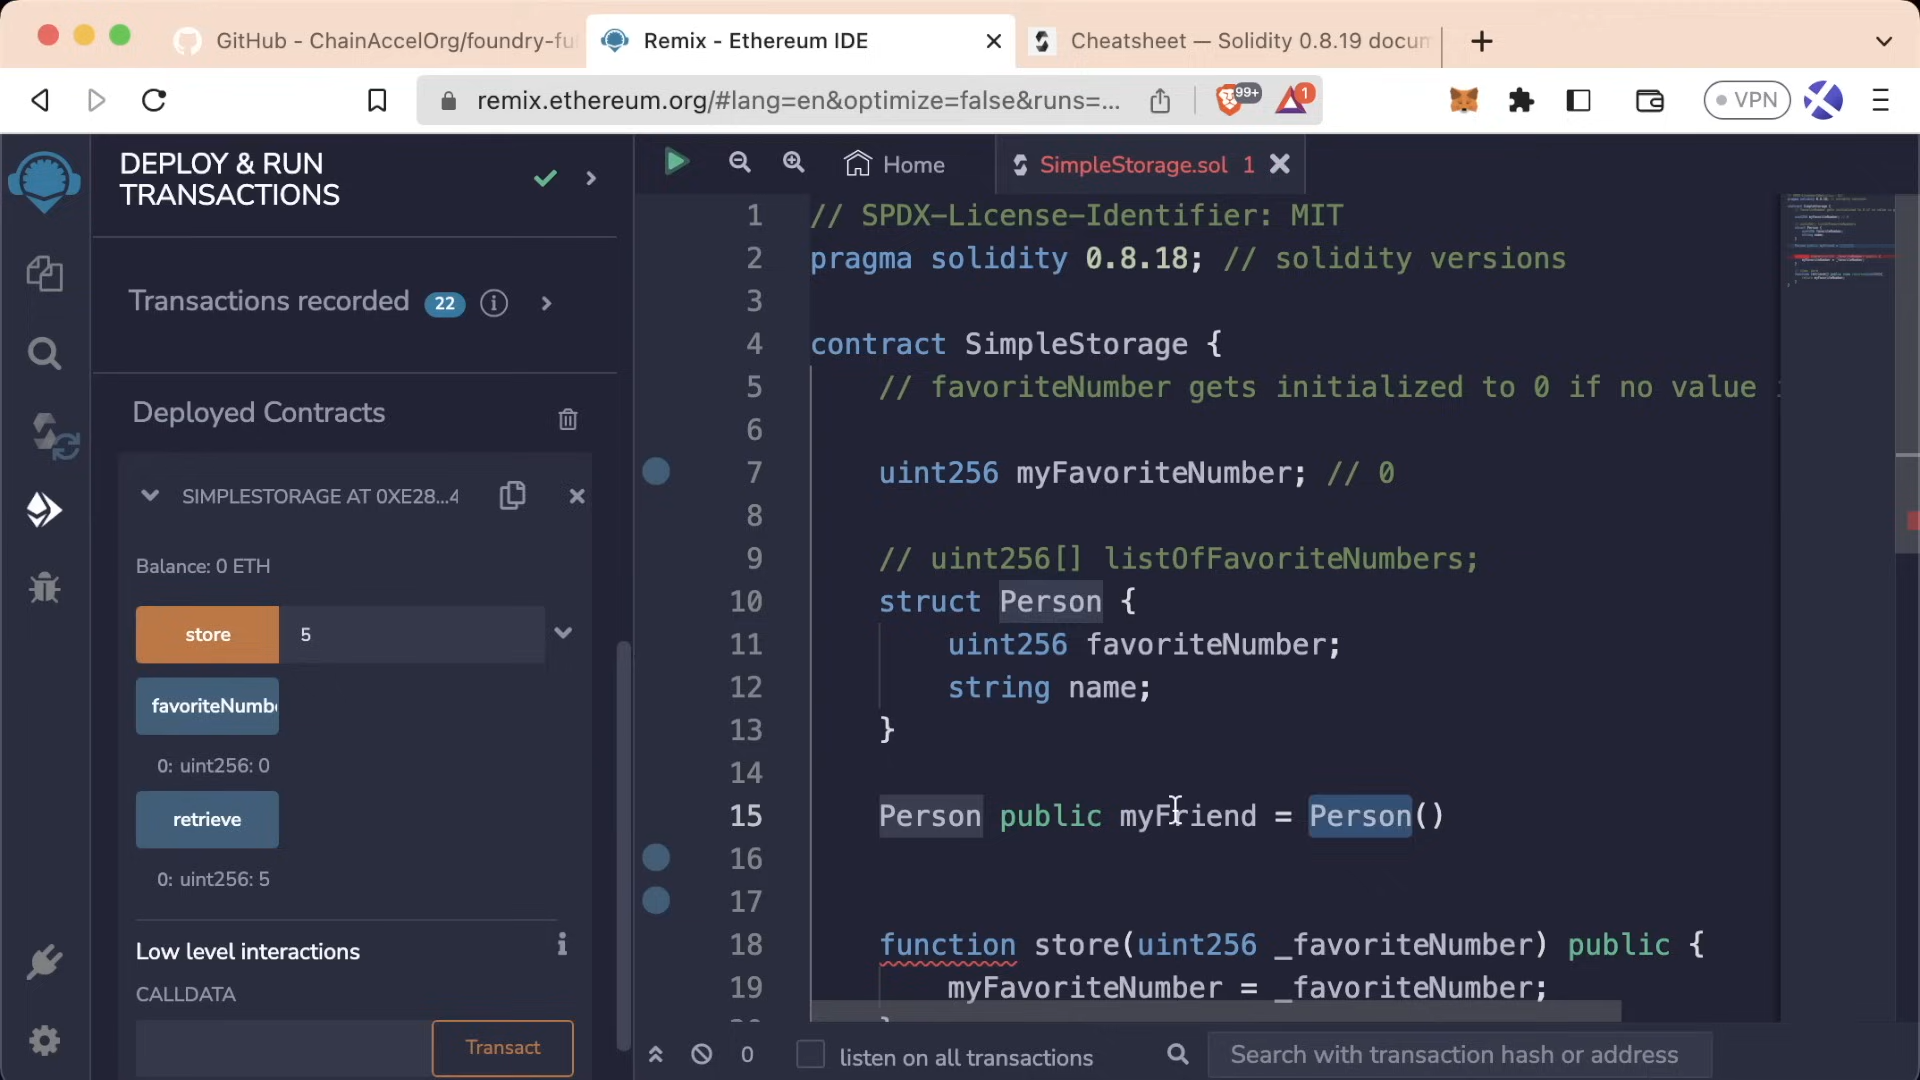 GitHub - ChainAccelOrg/foundry-fu
Remix - Ethereum IDE
Cheatsheet — Solidity 0.8.19 docum
remix.ethereum.org/#lang=en&optimize=false&runs=...
99+
1
VPN
DEPLOY & RUN
TRANSACTIONS
Transactions recorded 22
Deployed Contracts
SIMPLESTORAGE AT 0XE28...4
Balance: 0 ETH
store 5
favoriteNumb
0: uint256: 0
retrieve
0: uint256: 5
Low level interactions
CALLDATA
Transact
Home
SimpleStorage.sol 1
1 // SPDX-License-Identifier: MIT
2 pragma solidity 0.8.18; // solidity versions
3
4 contract SimpleStorage {
5 // favoriteNumber gets initialized to 0 if no value
6
7 uint256 myFavoriteNumber; // 0
8
9 // uint256[] listOfFavoriteNumbers;
10 struct Person {
11 uint256 favoriteNumber;
12 string name;
13 }
14
15 Person public myFriend = Person()
16
17
18 function store(uint256 _favoriteNumber) public {
19 myFavoriteNumber = _favoriteNumber;
0
listen on all transactions
Search with transaction hash or address